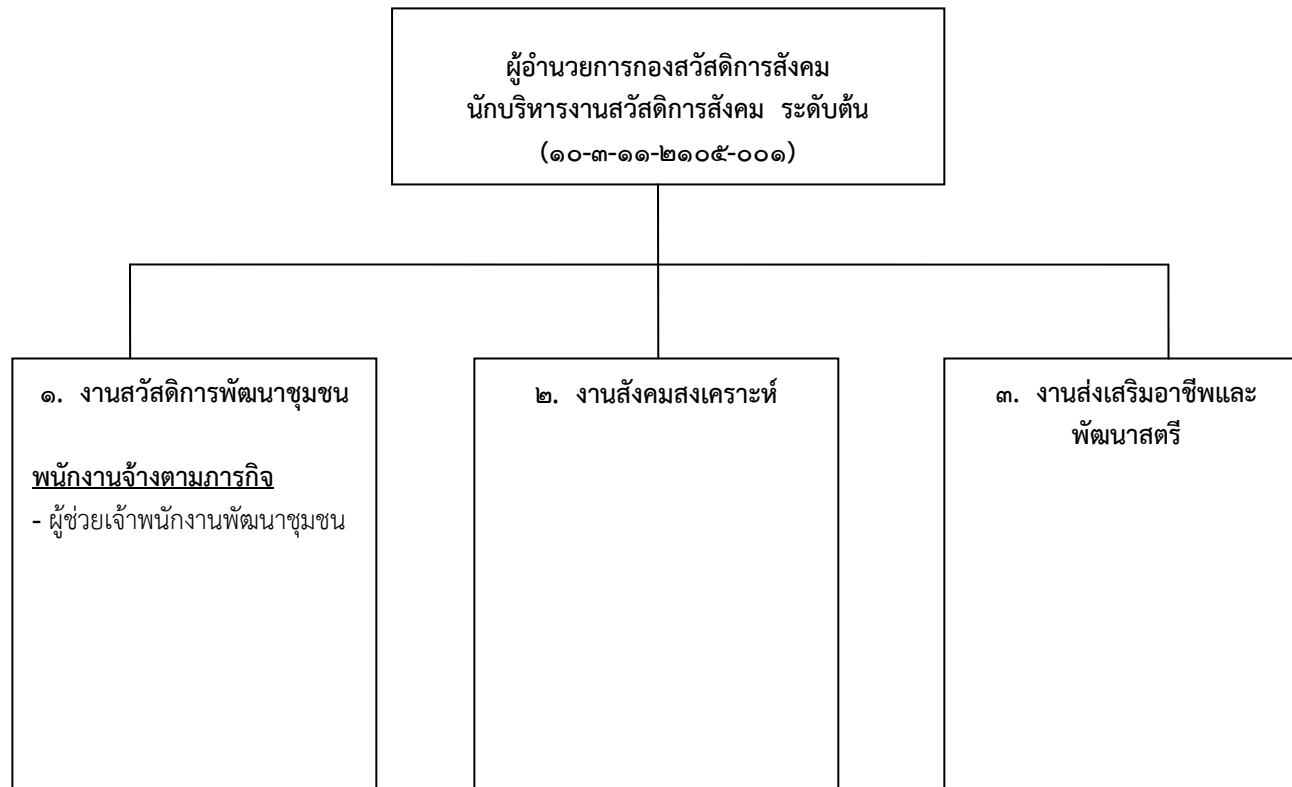 ผู้อำนวยการกองสวัสดิการสังคม
นักบริหารงานสวัสดิการสังคม ระดับต้น
(๑๐-๓-๑๑-๒๑๐๕-๐๐๑)
๑. งานสวัสดิการพัฒนาชุมชน
พนักงานจ้างตามภารกิจ
- ผู้ช่วยเจ้าพนักงานพัฒนาชุมชน
๒. งานสังคมสงเคราะห์
๓. งานส่งเสริมอาชีพและ
พัฒนาสตรี